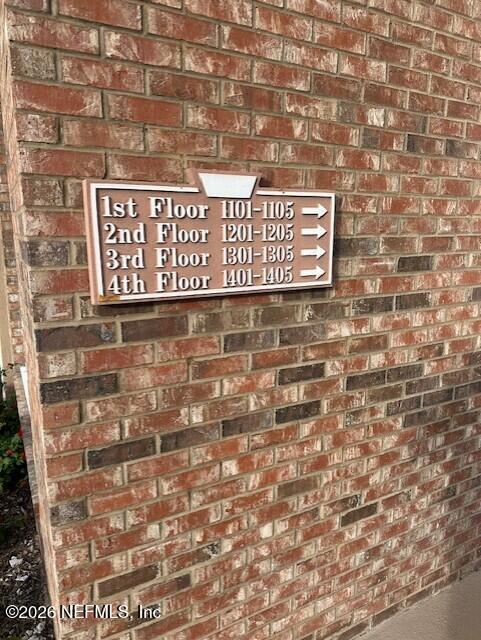 1st Floor 1101-1105 →
2nd Floor 1201-1205 →
3rd Floor 1301-1305 →
4th Floor 1401-1405 →
©2026 NEFMLS, Inc